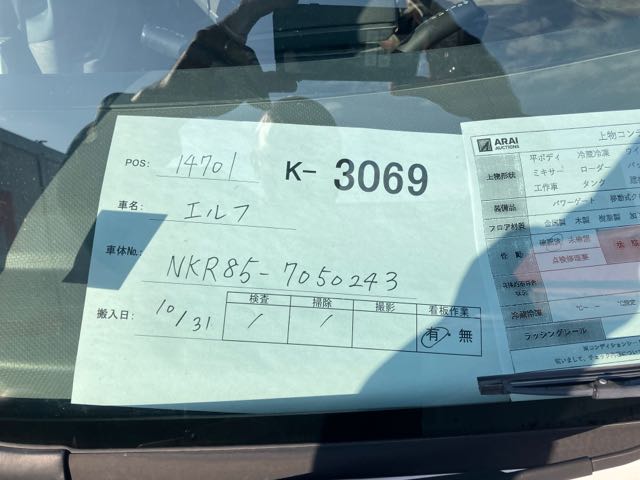 POS: 14701
K- 3069
車名: エルフ
車体No. NKR85-7050243
搬入日: 10/31
検査 掃除 撮影 看板作業
/ / 有 無
ARAI
AUCTIONS
上物コン
上物形状
平ボディ 冷蔵冷凍
ミキサー ローダー
工作車 タンク
装備品 パワーゲート
フロア材質 木製
点検修理要
冷蔵冷凍
ラッシングレール